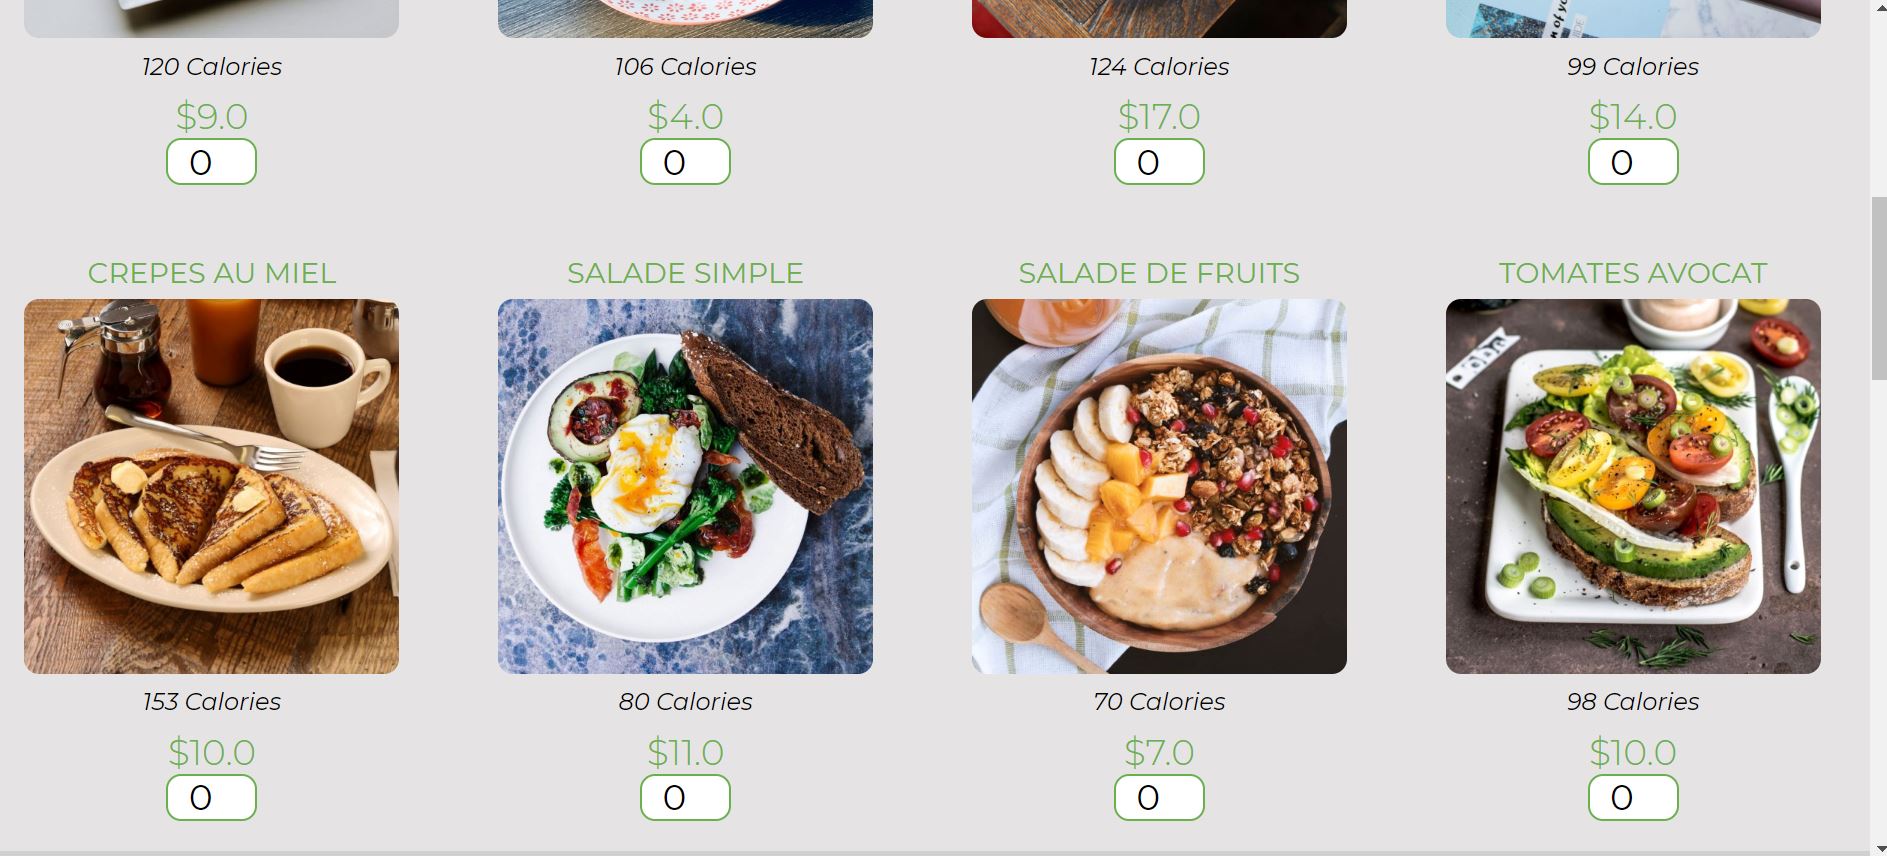 120 Calories
106 Calories
124 Calories
99 Calories
$9.0
$4.0
$17.0
$14.0
0
0
0
0
CREPES AU MIEL
SALADE SIMPLE
SALADE DE FRUITS
TOMATES AVOCAT
153 Calories
80 Calories
70 Calories
98 Calories
$10.0
$11.0
$7.0
$10.0
0
0
0
0